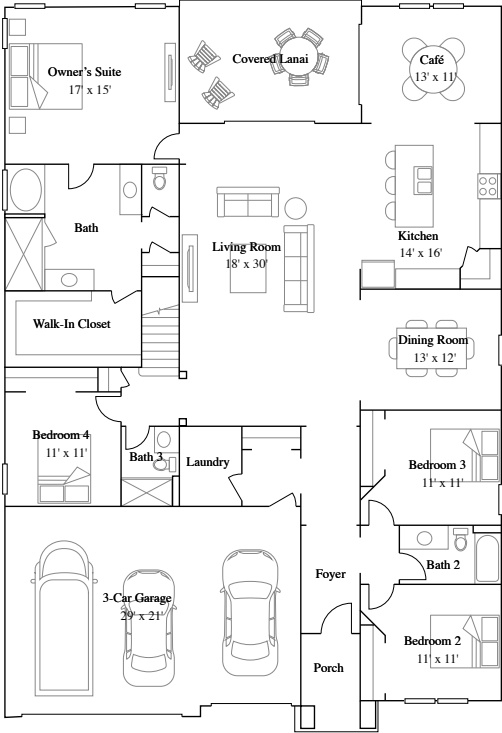 Owner's Suite
17' x 15'
Covered Lanai
Café
13' x 11'
Bath
Living Room
18' x 30'
Kitchen
14' x 16'
Walk-In Closet
Dining Room
13' x 12'
Bedroom 4
11' x 11'
Bath 3
Laundry
Bedroom 3
11' x 11'
Bath 2
Foyer
3-Car Garage
29' x 21'
Bedroom 2
11' x 11'
Porch